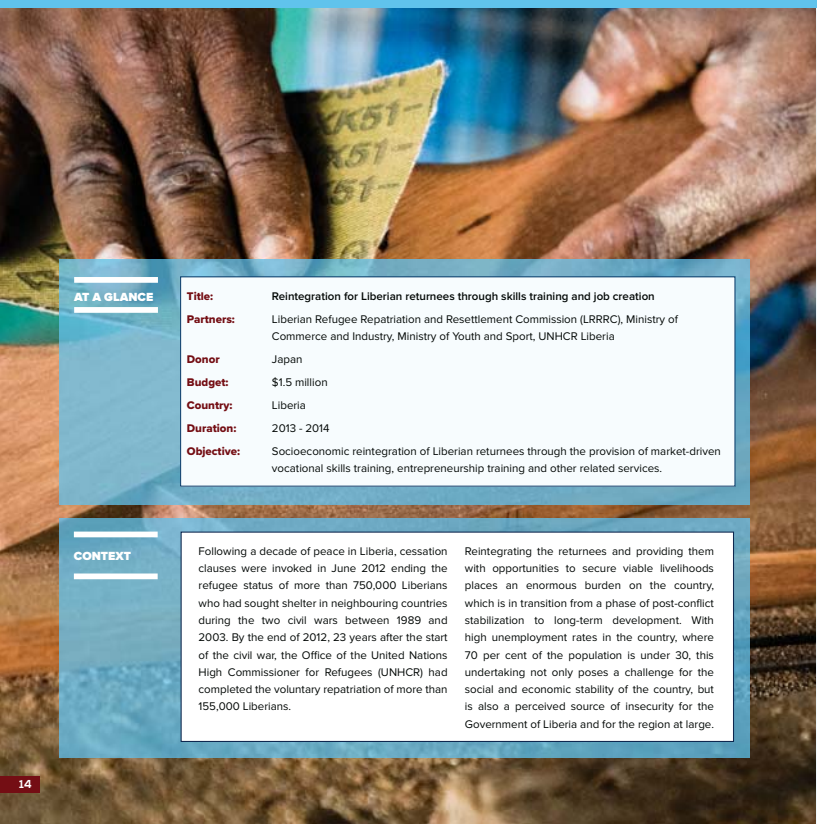 XK51-
XK51-
K51-
AT A GLANCE
Title: Reintegration for Liberian returnees through skills training and job creation
Partners: Liberian Refugee Repatriation and Resettlement Commission (LRRRC), Ministry of
Commerce and Industry, Ministry of Youth and Sport, UNHCR Liberia
Donor Japan
Budget: $1.5 million
Country: Liberia
Duration: 2013 - 2014
Objective: Socioeconomic reintegration of Liberian returnees through the provision of market-driven
vocational skills training, entrepreneurship training and other related services.
CONTEXT
Following a decade of peace in Liberia, cessation
clauses were invoked in June 2012 ending the
refugee status of more than 750,000 Liberians
who had sought shelter in neighbouring countries
during the two civil wars between 1989 and
2003. By the end of 2012, 23 years after the start
of the civil war, the Office of the United Nations
High Commissioner for Refugees (UNHCR) had
completed the voluntary repatriation of more than
155,000 Liberians.
Reintegrating the returnees and providing them
with opportunities to secure viable livelihoods
places an enormous burden on the country,
which is in transition from a phase of post-conflict
stabilization to long-term development. With
high unemployment rates in the country, where
70 per cent of the population is under 30, this
undertaking not only poses a challenge for the
social and economic stability of the country, but
is also a perceived source of insecurity for the
Government of Liberia and for the region at large.
14